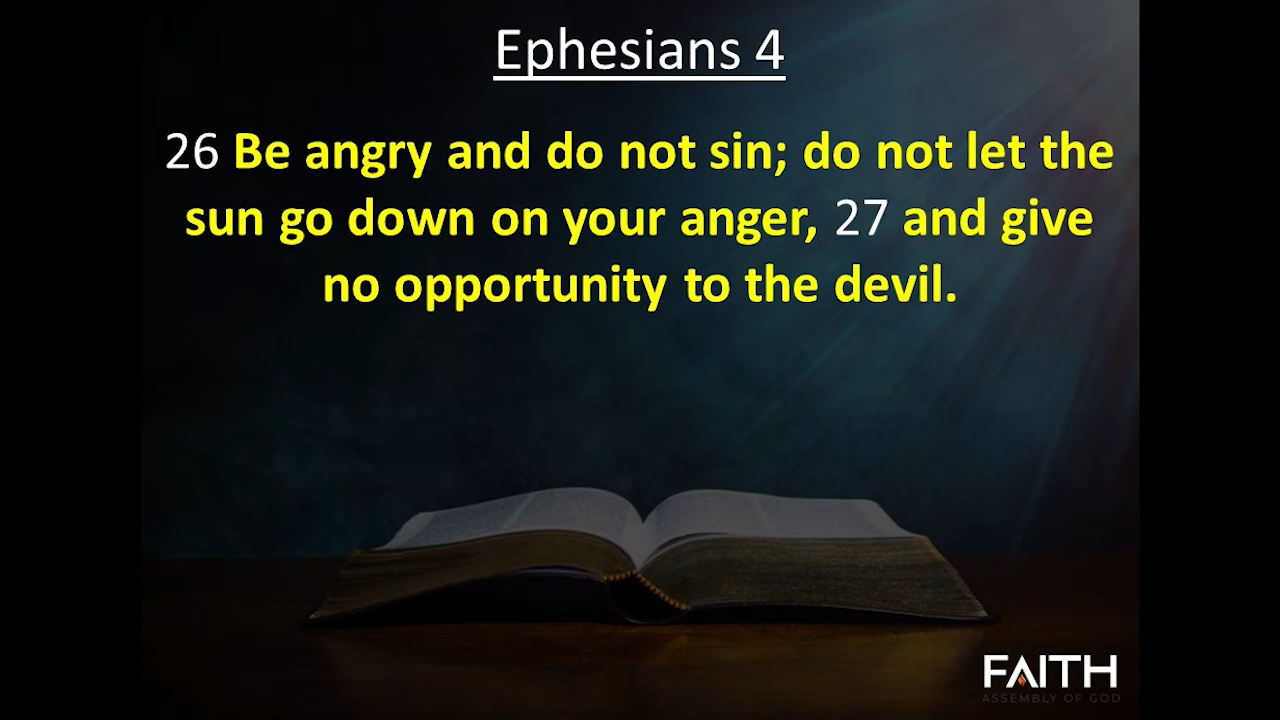 Ephesians 4
26 Be angry and do not sin; do not let the
sun go down on your anger, 27 and give
no opportunity to the devil.
FAITH
ASSEMBLY OF GOD